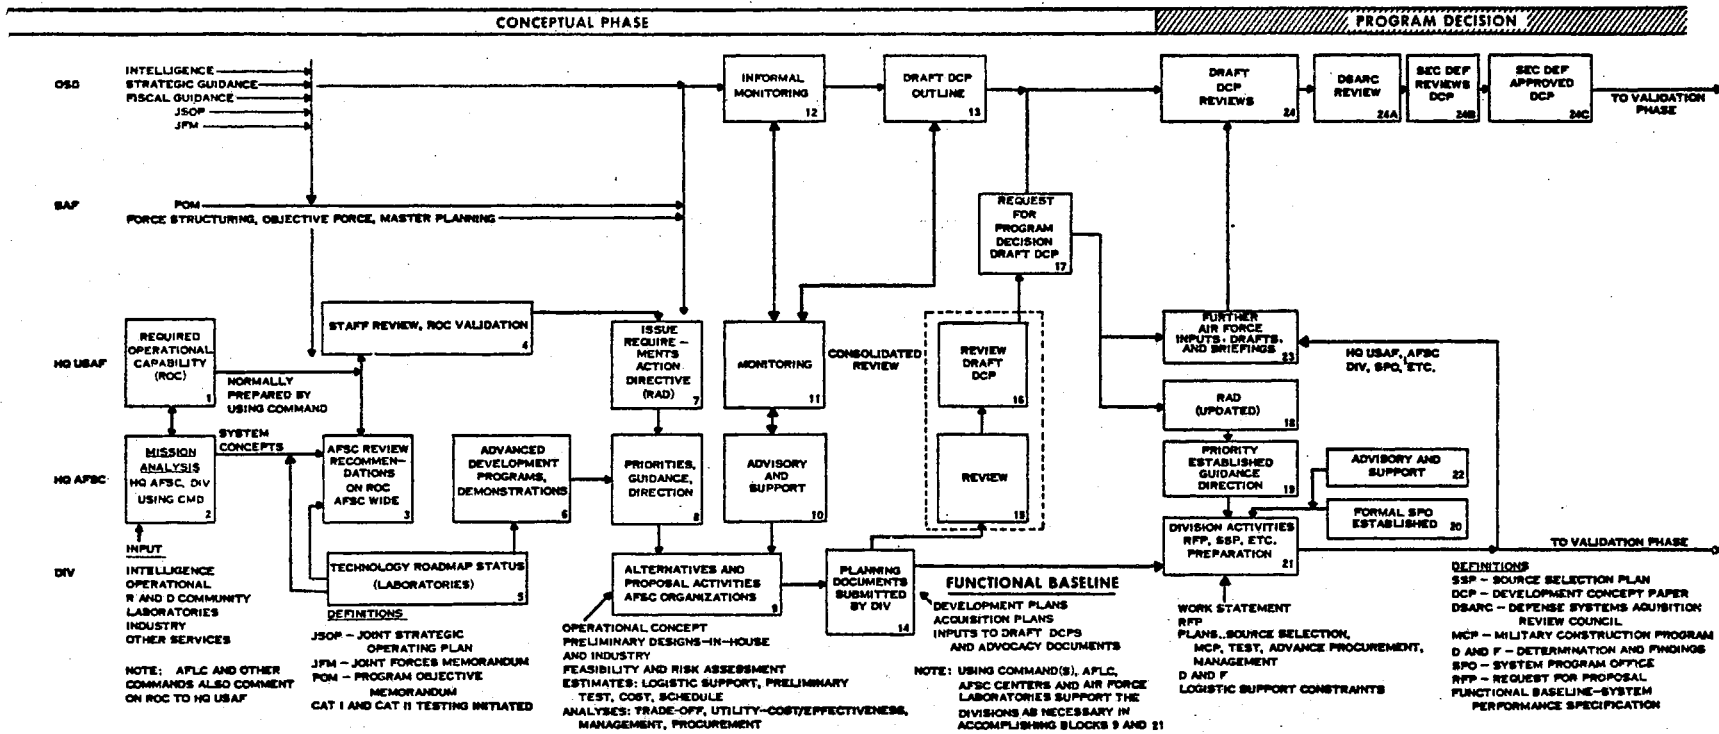 CONCEPTUAL PHASE
PROGRAM DECISION
OSD
INTELLIGENCE
STRATEGIC GUIDANCE
FISCAL GUIDANCE
JSOP
JFM
INFORMAL
MONITORING
12
DRAFT DCP
OUTLINE
13
DRAFT
DCP
REVIEWS
24
DSARC
REVIEW
24A
SEC DEF
REVIEWS
DCP
24B
SEC DEF
APPROVED
DCP
24C
TO VALIDATION
PHASE
SAF
POM
FORCE STRUCTURING, OBJECTIVE FORCE, MASTER PLANNING
REQUEST
FOR
PROGRAM
DECISION
DRAFT DCP
17
HQ USAF
REQUIRED
OPERATIONAL
CAPABILITY
(ROC)
1
NORMALLY
PREPARED BY
USING COMMAND
STAFF REVIEW, ROC VALIDATION
4
ISSUE
REQUIRE-
MENTS
ACTION
DIRECTIVE
(RAD)
7
MONITORING
11
CONSOLIDATED
REVIEW
REVIEW
DRAFT
DCP
16
FURTHER
AIR FORCE
INPUTS, DRAFTS,
AND BRIEFINGS
23
HQ USAF, AFSC
DIV, SPO, ETC.
RAD
(UPDATED)
18
HQ AFSC
MISSION
ANALYSIS
HQ AFSC, DIV
USING CMD
2
SYSTEM
CONCEPTS
AFSC REVIEW
RECOMMEN-
DATIONS
ON ROC
AFSC WIDE
3
ADVANCED
DEVELOPMENT
PROGRAMS,
DEMONSTRATIONS
6
PRIORITIES,
GUIDANCE,
DIRECTION
8
ADVISORY
AND
SUPPORT
10
REVIEW
15
PRIORITY
ESTABLISHED
GUIDANCE
DIRECTION
19
ADVISORY AND
SUPPORT
22
FORMAL SPO
ESTABLISHED
20
DIV
INPUT
INTELLIGENCE
OPERATIONAL
R AND D COMMUNITY
LABORATORIES
INDUSTRY
OTHER SERVICES
NOTE: AFLC AND OTHER
COMMANDS ALSO COMMENT
ON ROC TO HQ USAF
TECHNOLOGY ROADMAP STATUS
(LABORATORIES)
5
DEFINITIONS
JSOP – JOINT STRATEGIC
OPERATING PLAN
JFM – JOINT FORCES MEMORANDUM
POM – PROGRAM OBJECTIVE
MEMORANDUM
CAT I AND CAT II TESTING INITIATED
ALTERNATIVES AND
PROPOSAL ACTIVITIES
AFSC ORGANIZATIONS
9
OPERATIONAL CONCEPT
PRELIMINARY DESIGNS–IN-HOUSE
AND INDUSTRY
FEASIBILITY AND RISK ASSESSMENT
ESTIMATES: LOGISTIC SUPPORT, PRELIMINARY
TEST, COST, SCHEDULE
ANALYSES: TRADE-OFF, UTILITY–COST/EFFECTIVENESS,
MANAGEMENT, PROCUREMENT
PLANNING
DOCUMENTS
SUBMITTED
BY DIV
14
FUNCTIONAL BASELINE
DEVELOPMENT PLANS
ACQUISITION PLANS
INPUTS TO DRAFT DCPS
AND ADVOCACY DOCUMENTS
NOTE: USING COMMAND(S), AFLC,
AFSC CENTERS AND AIR FORCE
LABORATORIES SUPPORT THE
DIVISIONS AS NECESSARY IN
ACCOMPLISHING BLOCKS 9 AND 21
DIVISION ACTIVITIES
RFP, SSP, ETC.
PREPARATION
21
WORK STATEMENT
RFP
PLANS..SOURCE SELECTION,
MCP, TEST, ADVANCE PROCUREMENT,
MANAGEMENT
D AND F
LOGISTIC SUPPORT CONSTRAINTS
TO VALIDATION PHASE
DEFINITIONS
SSP – SOURCE SELECTION PLAN
DCP – DEVELOPMENT CONCEPT PAPER
DSARC – DEFENSE SYSTEMS AQUISITION
REVIEW COUNCIL
MCP – MILITARY CONSTRUCTION PROGRAM
D AND F – DETERMINATION AND FINDINGS
SPO – SYSTEM PROGRAM OFFICE
RFP – REQUEST FOR PROPOSAL
FUNCTIONAL BASELINE–SYSTEM
PERFORMANCE SPECIFICATION